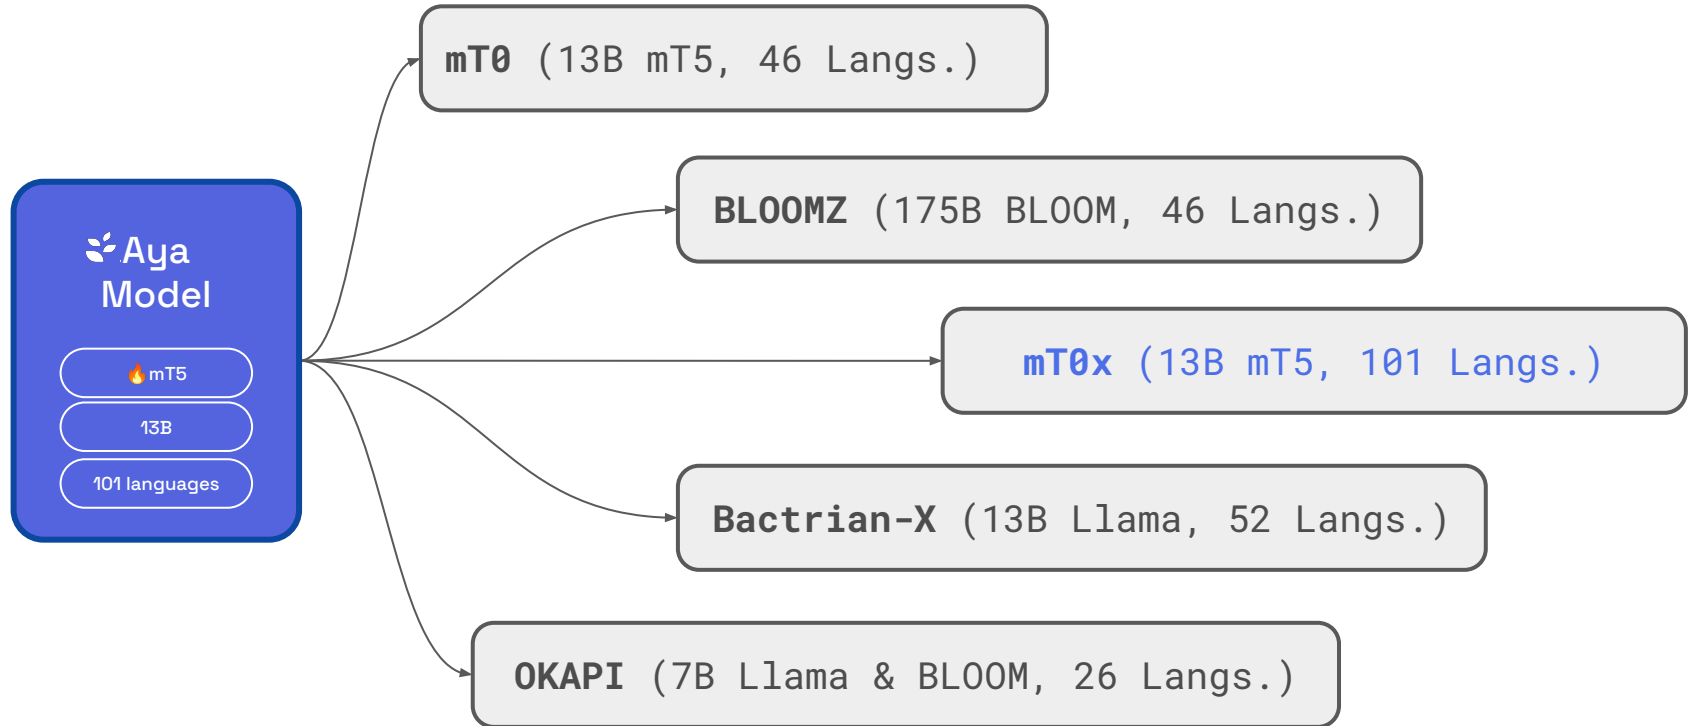 mT0 (13B mT5, 46 Langs.)
BLOOMZ (175B BLOOM, 46 Langs.)
Aya
Model
🔥mT5
13B
101 languages
mT0x (13B mT5, 101 Langs.)
Bactrian-X (13B Llama, 52 Langs.)
OKAPI (7B Llama & BLOOM, 26 Langs.)